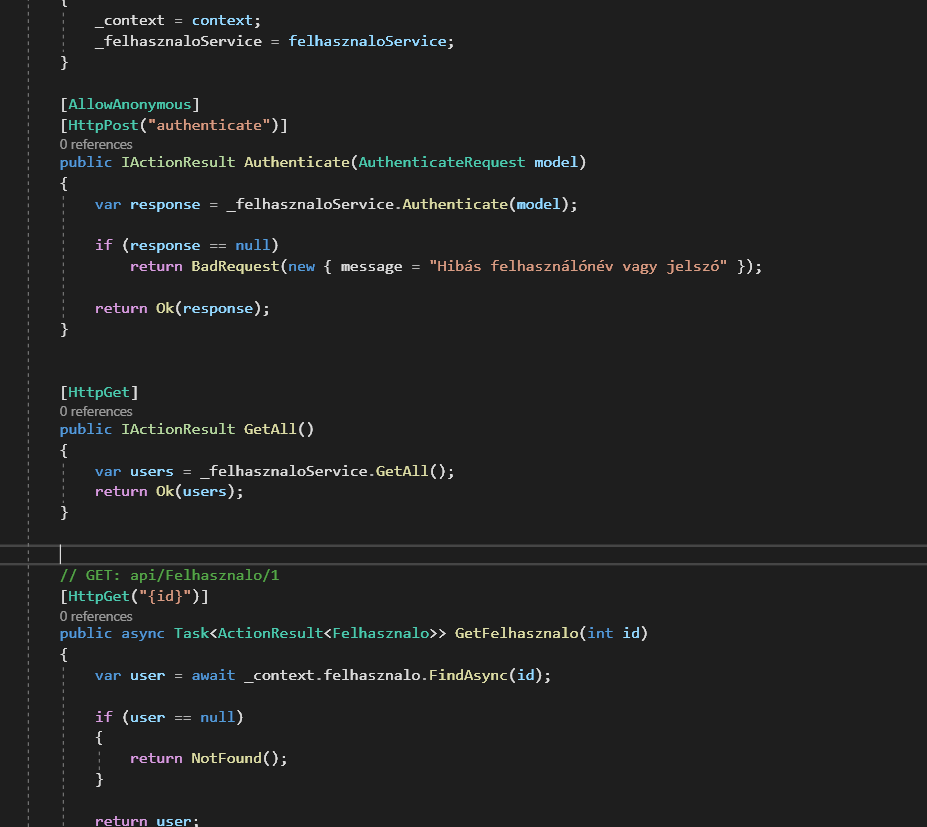 {
_context = context;
_felhasznaloService = felhasznaloService;
}
[AllowAnonymous]
[HttpPost("authenticate")]
0 references
public IActionResult Authenticate(AuthenticateRequest model)
{
var response = _felhasznaloService.Authenticate(model);
if (response == null)
return BadRequest(new { message = "Hibás felhasználónév vagy jelszó" });
return Ok(response);
}
[HttpGet]
0 references
public IActionResult GetAll()
{
var users = _felhasznaloService.GetAll();
return Ok(users);
}
// GET: api/Felhasznalo/1
[HttpGet("{id}")]
0 references
public async Task<ActionResult<Felhasznalo>> GetFelhasznalo(int id)
{
var user = await _context.felhasznalo.FindAsync(id);
if (user == null)
{
return NotFound();
}
return user;